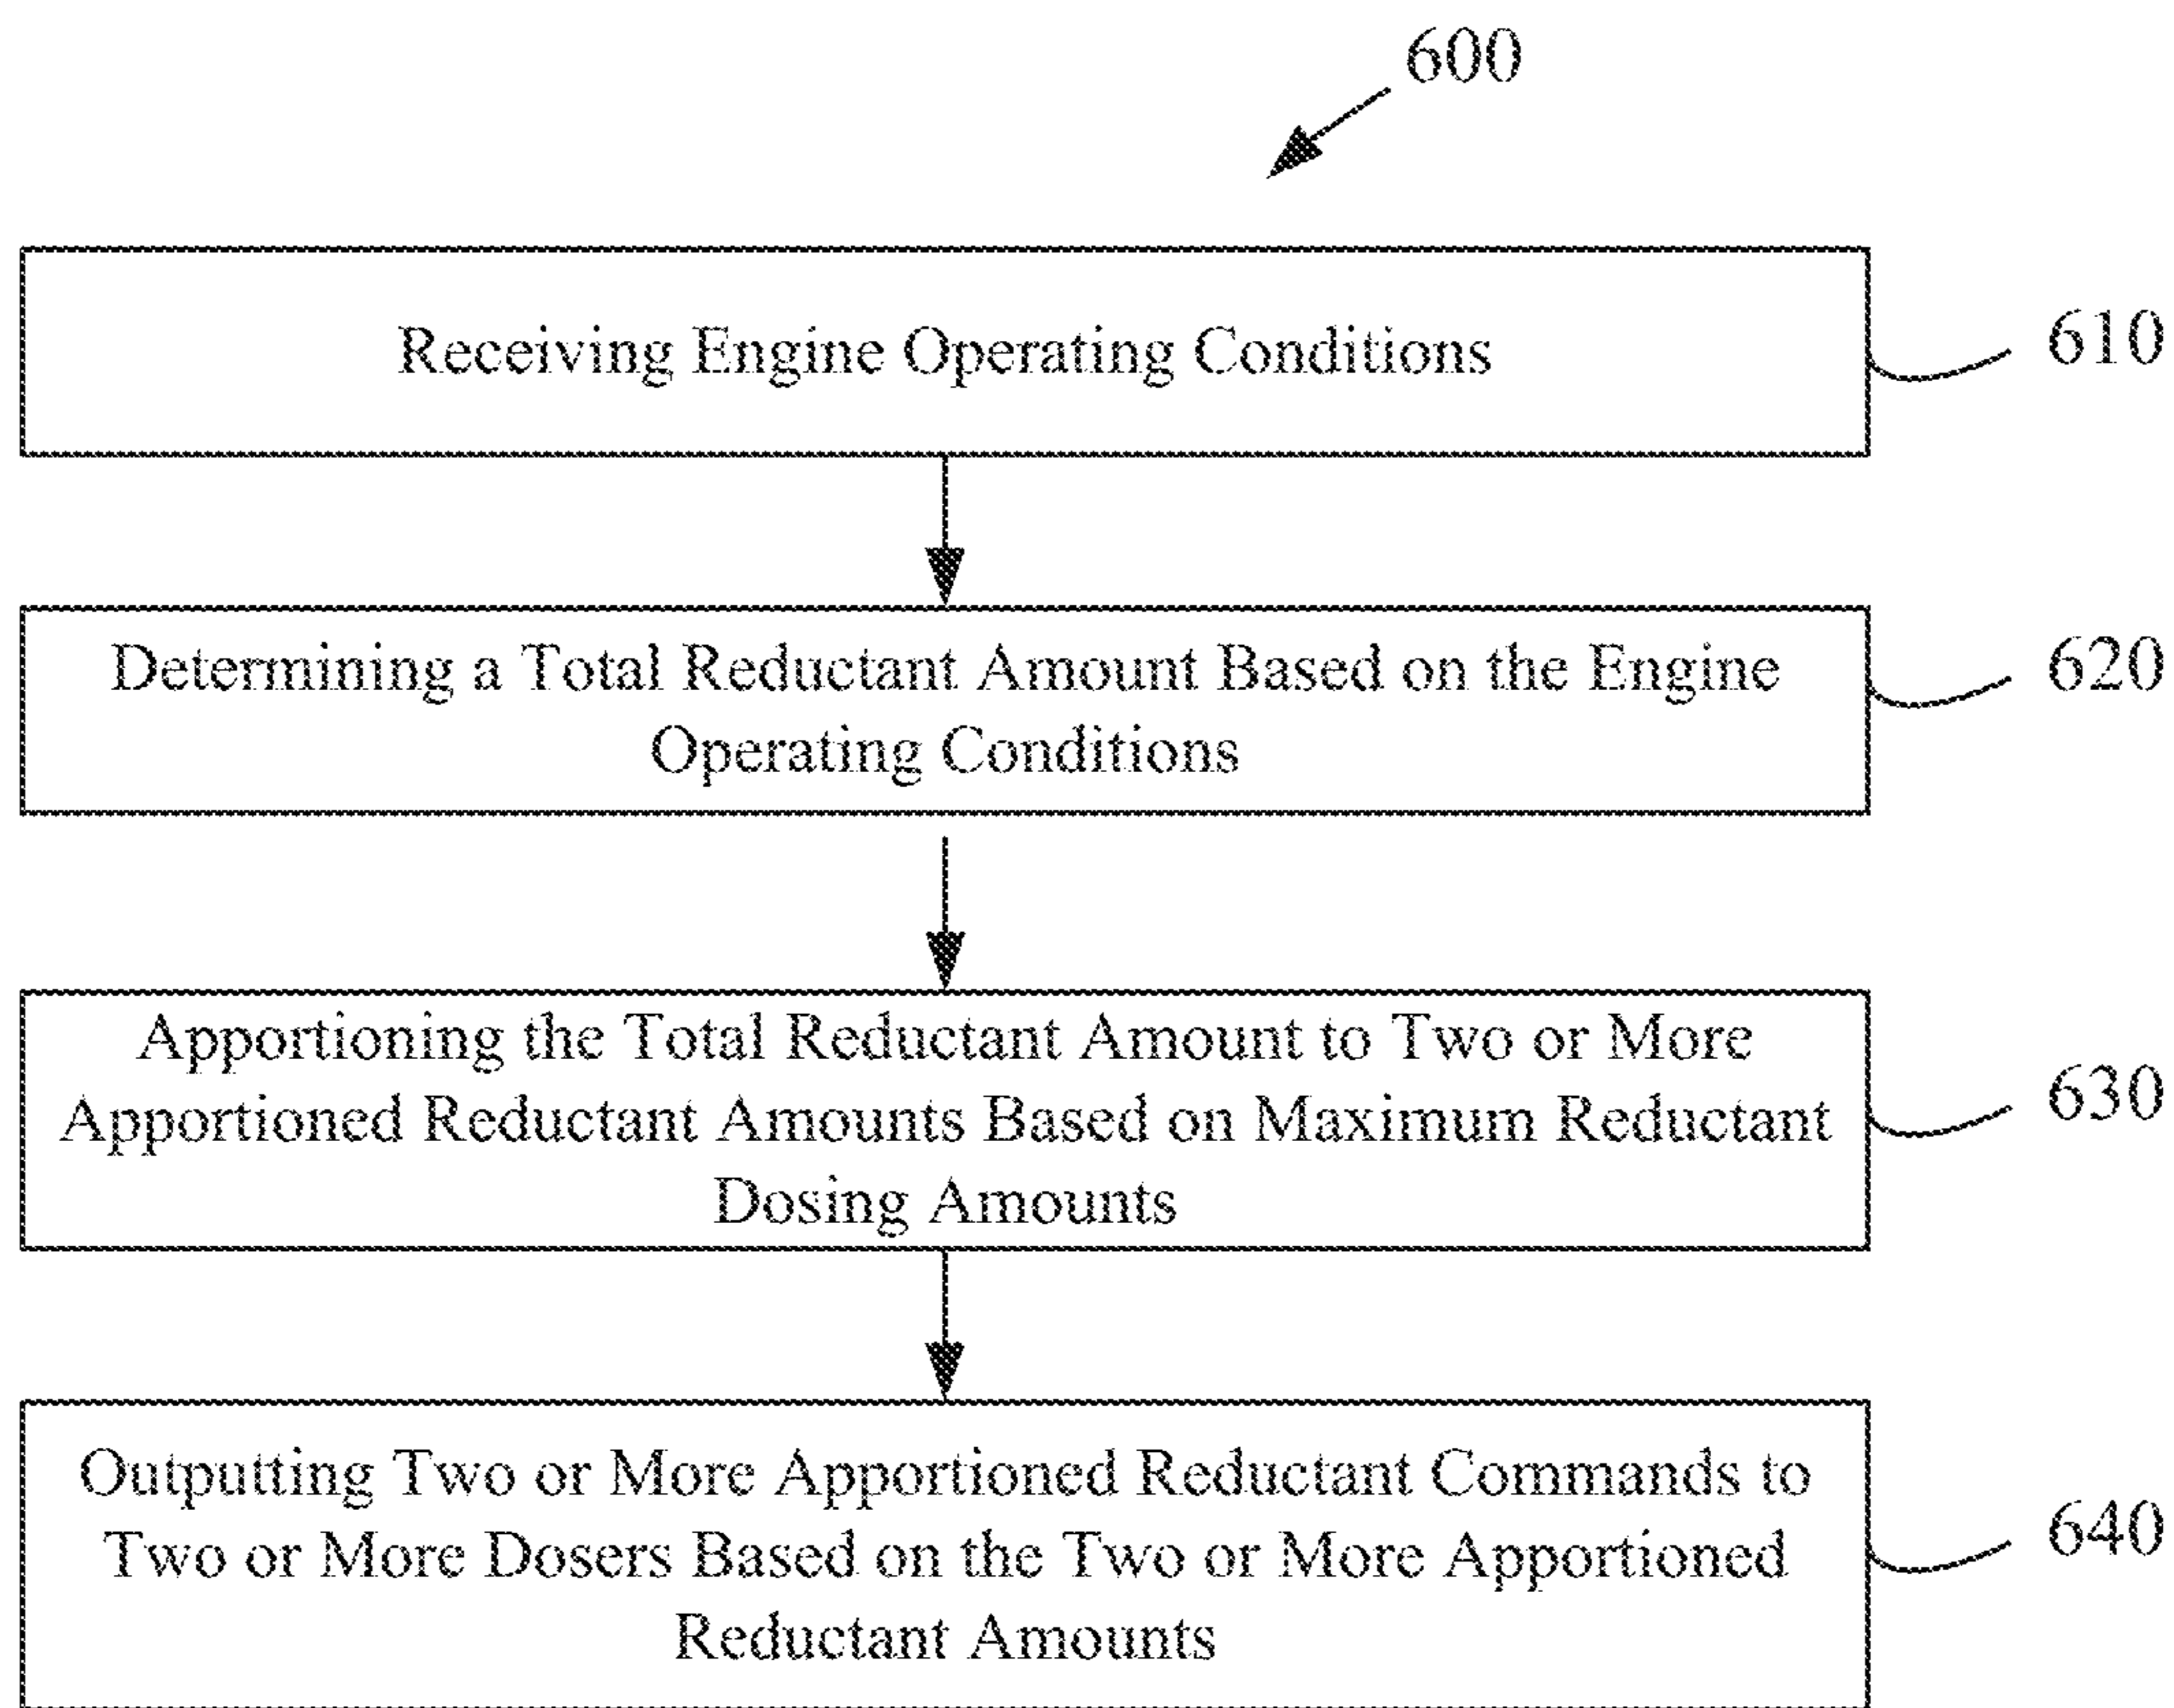 600
Receiving Engine Operating Conditions
610
Determining a Total Reductant Amount Based on the Engine
Operating Conditions
620
Apportioning the Total Reductant Amount to Two or More
Apportioned Reductant Amounts Based on Maximum Reductant
Dosing Amounts
630
Outputting Two or More Apportioned Reductant Commands to
Two or More Dosers Based on the Two or More Apportioned
Reductant Amounts
640